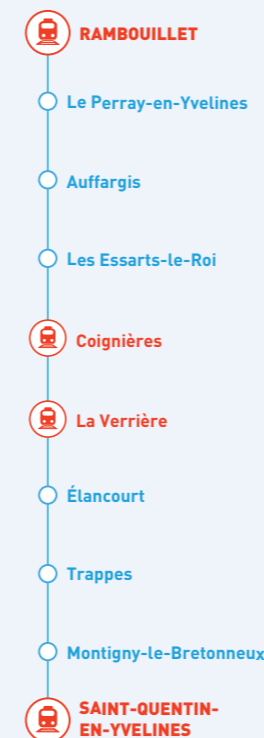 RAMBOUILLET
Le Perray-en-Yvelines
Auffargis
Les Essarts-le-Roi
Coignières
La Verrière
Élancourt
Trappes
Montigny-le-Bretonneux
SAINT-QUENTIN-
EN-YVELINES